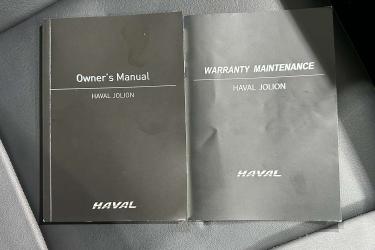 Owner's Manual
HAVAL JOLION
HAVAL
WARRANTY MAINTENANCE
HAVAL JOLION
HAVAL